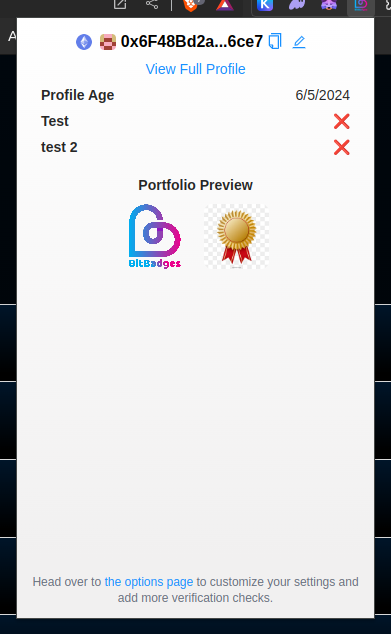 A
0x6F48Bd2a...6ce7
View Full Profile
Profile Age 6/5/2024
Test
test 2
Portfolio Preview
BitBadges
Head over to the options page to customize your settings and
add more verification checks.